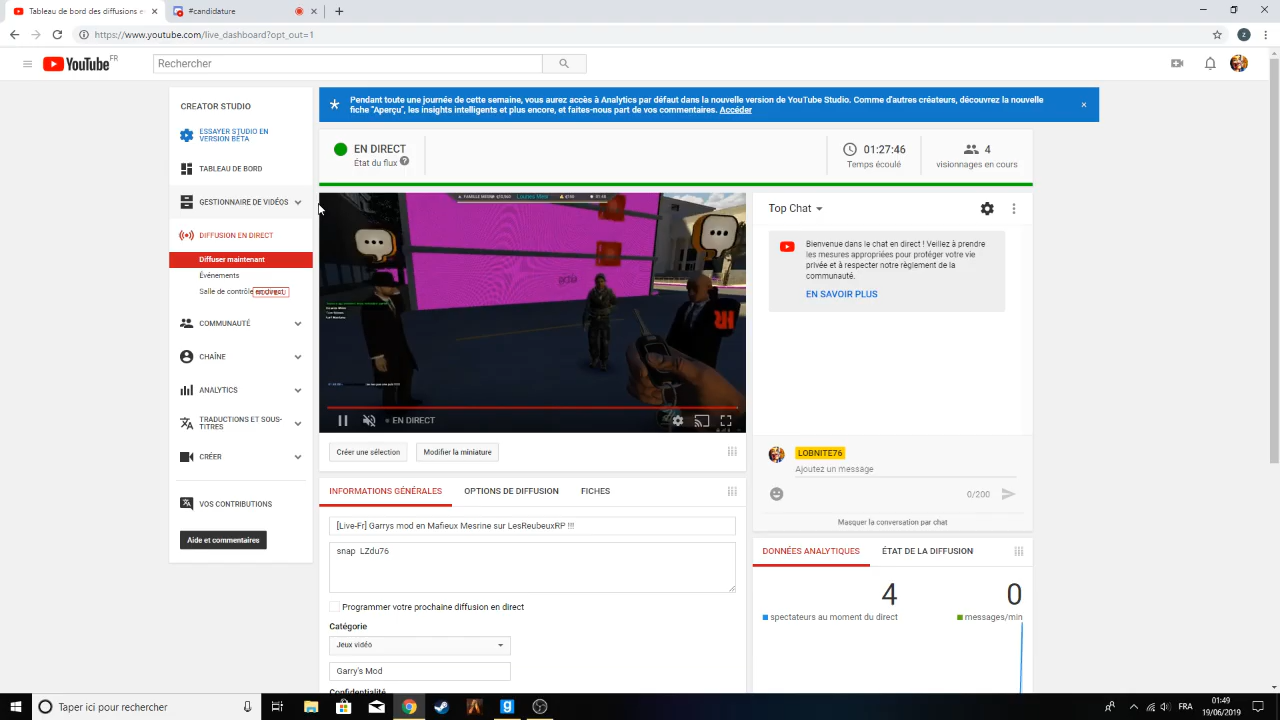 Tableau de bord des diffusions e
#candidature
https://www.youtube.com/live_dashboard?opt_out=1
YouTube FR
Rechercher
CREATOR STUDIO
ESSAYER STUDIO EN
VERSION BÊTA
TABLEAU DE BORD
GESTIONNAIRE DE VIDÉOS
DIFFUSION EN DIRECT
Diffuser maintenant
Événements
Salle de contrôle en direct
COMMUNAUTÉ
CHAÎNE
ANALYTICS
TRADUCTIONS ET SOUS-
TITRES
CRÉER
VOS CONTRIBUTIONS
Aide et commentaires
Pendant toute une journée de cette semaine, vous aurez accès à Analytics par défaut dans la nouvelle version de YouTube Studio. Comme d'autres créateurs, découvrez la nouvelle
fiche "Aperçu", les insights intelligents et plus encore, et faites-nous part de vos commentaires. Accéder
EN DIRECT
État du flux
01:27:46
Temps écoulé
4
visionnages en cours
EN DIRECT
Créer une sélection
Modifier la miniature
INFORMATIONS GÉNÉRALES
OPTIONS DE DIFFUSION
FICHES
[Live-Fr] Garrys mod en Mafieux Mesrine sur LesReubeuxRP !!!
snap LZdu76
Programmer votre prochaine diffusion en direct
Catégorie
Jeux vidéo
Garry's Mod
Confidentialité
Top Chat
Bienvenue dans le chat en direct ! Veillez à prendre
les mesures appropriées pour protéger votre vie
privée et à respecter notre règlement de la
communauté.
EN SAVOIR PLUS
LOBNITE76
Ajoutez un message
0/200
Masquer la conversation par chat
DONNÉES ANALYTIQUES
ÉTAT DE LA DIFFUSION
4
spectateurs au moment du direct
0
messages/min
Taper ici pour rechercher
FRA
01:49
19/06/2019